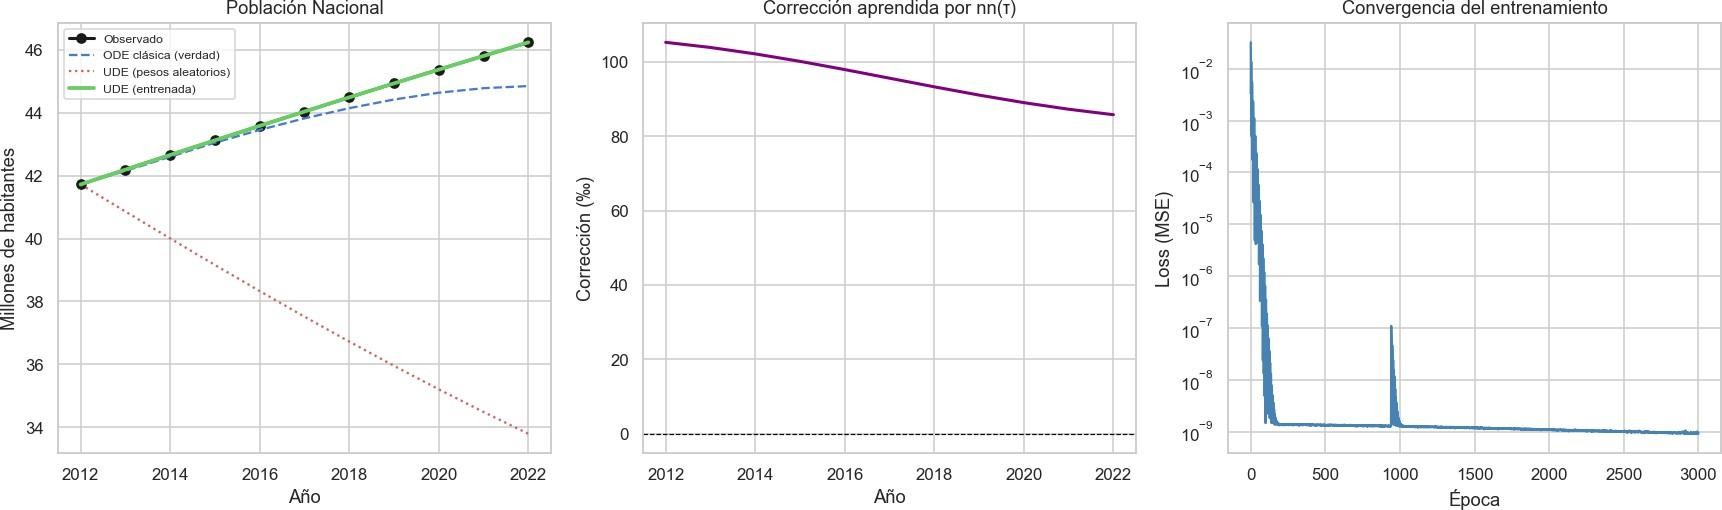 Población Nacional
Observado
ODE clásica (verdad)
UDE (pesos aleatorios)
UDE (entrenada)
Millones de habitantes
46
44
42
40
38
36
34
2012 2014 2016 2018 2020 2022
Año
Corrección aprendida por nn(τ)
Corrección (‰)
100
80
60
40
20
0
2012 2014 2016 2018 2020 2022
Año
Convergencia del entrenamiento
Loss (MSE)
10⁻²
10⁻³
10⁻⁴
10⁻⁵
10⁻⁶
10⁻⁷
10⁻⁸
10⁻⁹
0 500 1000 1500 2000 2500 3000
Época